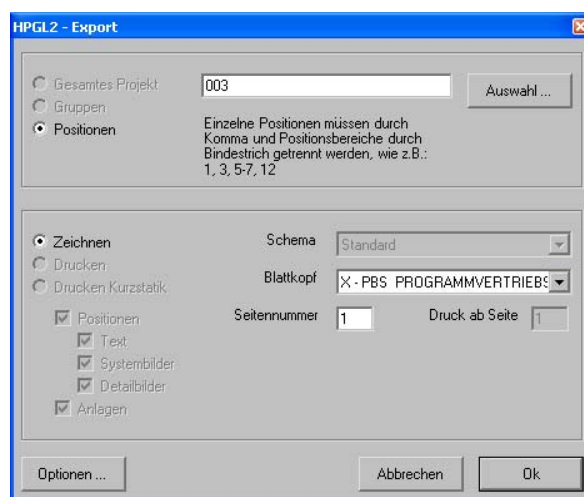 HPGL2 - Export
Gesamtes Projekt
003
Auswahl ...
Gruppen
Positionen
Einzelne Positionen müssen durch
Komma und Positionsbereiche durch
Bindestrich getrennt werden, wie z.B.:
1, 3, 5-7, 12
Zeichnen
Schema
Standard
Drucken
Blattkopf
X - PBS PROGRAMMVERTRIEBS
Drucken Kurzstatik
Seitennummer
1
Druck ab Seite
1
Positionen
Text
Systembilder
Detailbilder
Anlagen
Optionen ...
Abbrechen
Ok